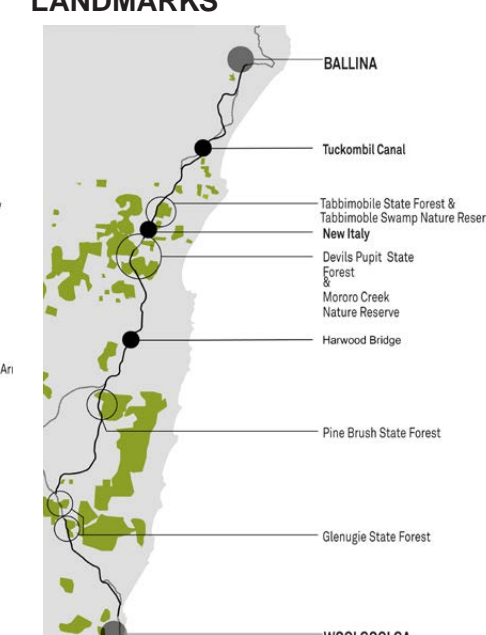 LANDMARKS
BALLINA
Tuckombil Canal
Tabbimobile State Forest &
Tabbimoble Swamp Nature Reser
New Italy
Devils Pupit State
Forest
&
Mororo Creek
Nature Reserve
Harwood Bridge
Pine Brush State Forest
Glenugie State Forest
WOOLGOOLGA